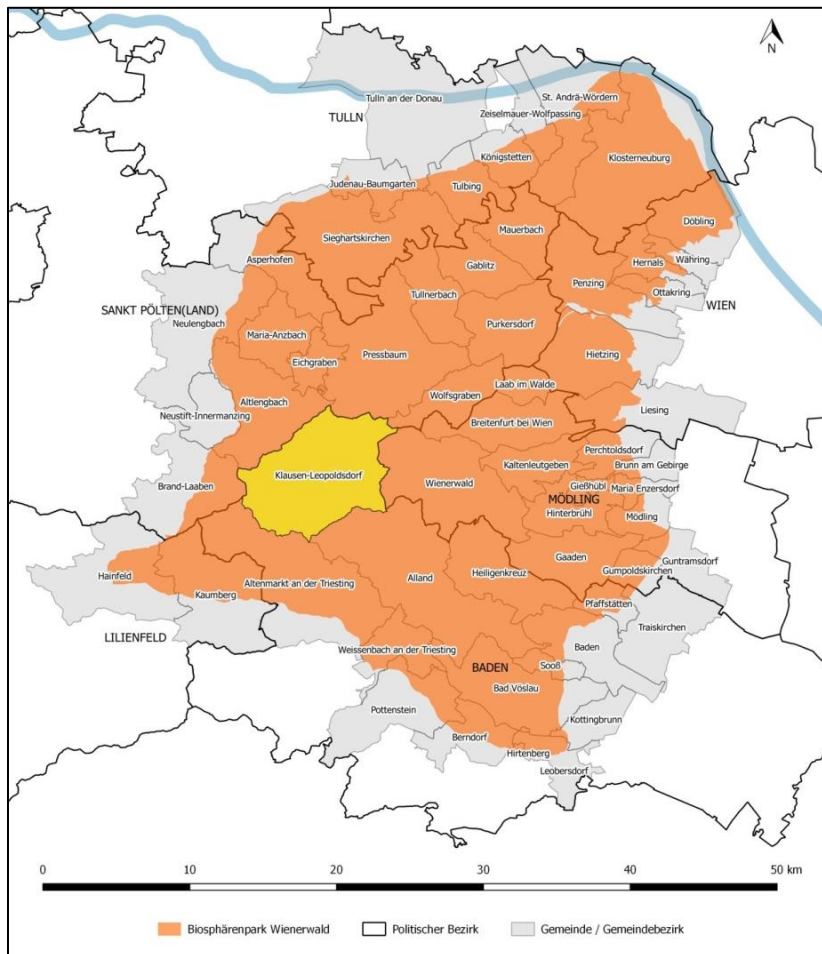 N
Tulln an der Donau
St. Andrä-Wördern
Zeiselmauer-Wolfpassing
TULLN
Königstetten
Klosterneuburg
Judenau-Baumgarten
Tulbing
Döbling
Mauerbach
Sieghartskirchen
Asperhofen
Gablitz
Hernals
Währing
Penzing
Tullnerbach
Ottakring
SANKT PÖLTEN(LAND)
WIEN
Neulengbach
Purkersdorf
Maria-Anzbach
Pressbaum
Hietzing
Eichgraben
Laab im Walde
Wolfsgraben
Altlengbach
Liesing
Neustift-Innermanzing
Breitenfurt bei Wien
Perchtoldsdorf
Kaltenleutgeben
Brunn am Gebirge
Klausen-Leopoldsdorf
Wienerwald
Brand-Laaben
Gießhübl
Maria Enzersdorf
MÖDLING
Hinterbrühl
Mödling
Gaaden
Guntramsdorf
Hainfeld
Alland
Heiligenkreuz
Gumpoldskirchen
Altenmarkt an der Triesting
Kaumberg
Pfaffstätten
Traiskirchen
LILIENFELD
Weissenbach an der Triesting
Baden
BADEN
Sooß
Bad Vöslau
Pottenstein
Kottingbrunn
Berndorf
Hirtenberg
Leobersdorf
0 10 20 30 40 50 km
Biosphärenpark Wienerwald Politischer Bezirk Gemeinde / Gemeindebezirk